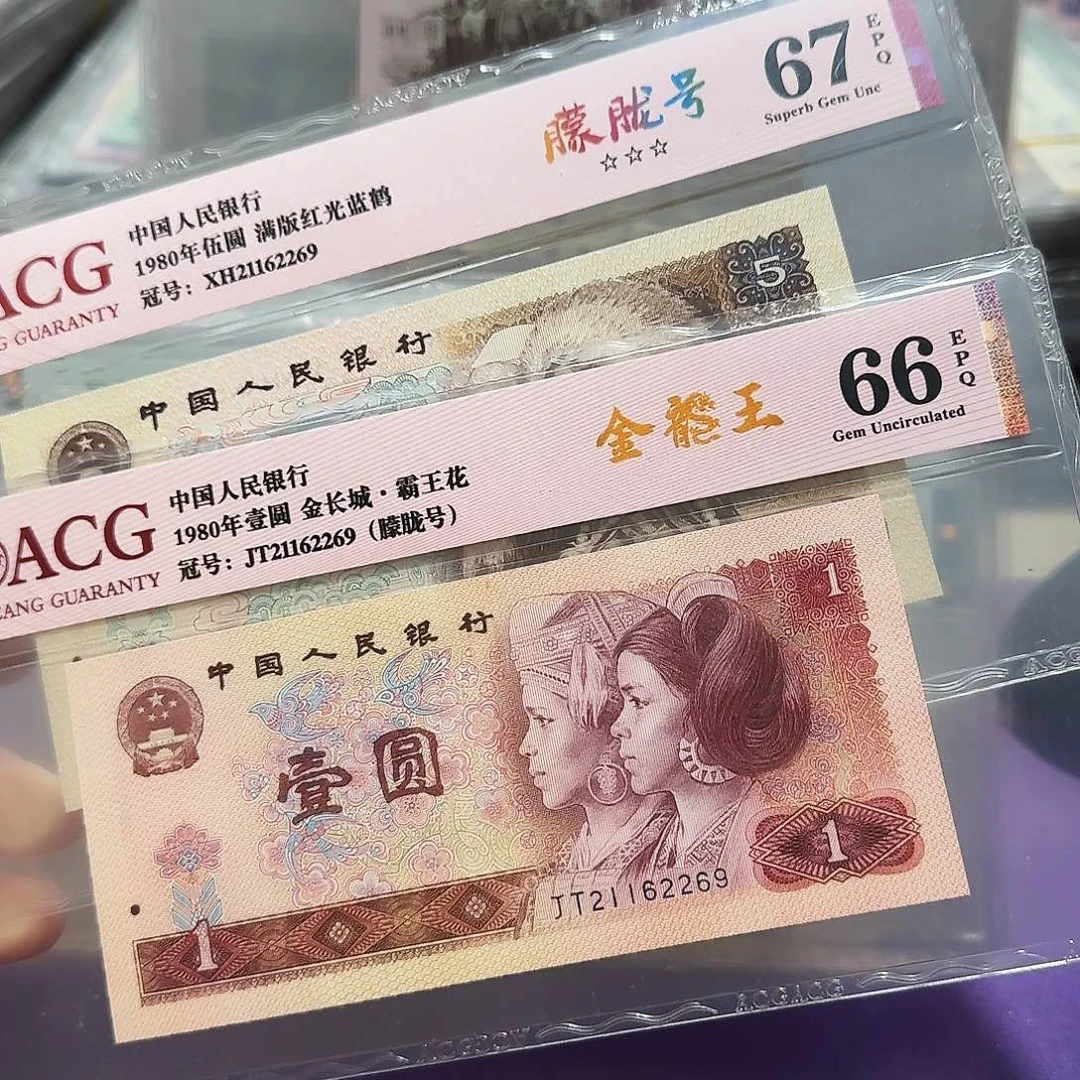 朦胧号
☆☆☆
67
EPQ
Superb Gem Unc
ACG
G GUARANTY
中国人民银行
1980年伍圆 满版红光蓝鹤
冠号：XH21162269
中国人民银行
5
金龍王
66
EPQ
Gem Uncirculated
ACG
ANG GUARANTY
中国人民银行
1980年壹圆 金长城·霸王花
冠号：JT21162269（朦胧号）
中国人民银行
1
壹圆
1
JT21162269
1
ACGACG